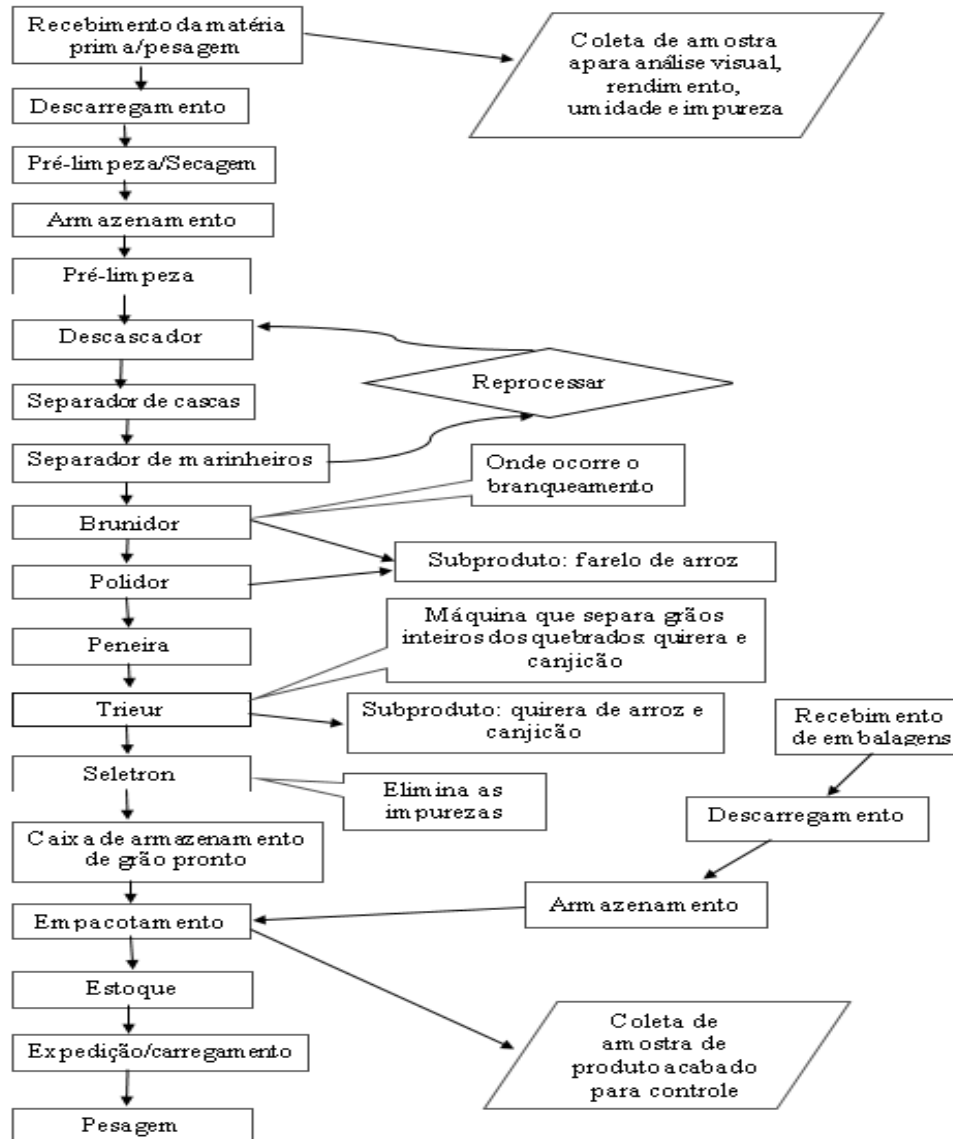 Recebimento da matéria
prima/pesagem
Coleta de amostra
apara análise visual,
rendimento,
umidade e impureza
Descarregamento
Pré-limpeza/Secagem
Armazenamento
Pré-limpeza
Descascador
Reprocessar
Separador de cascas
Separador de marinheiros
Onde ocorre o
branqueamento
Brunidor
Subproduto: farelo de arroz
Polidor
Máquina que separa grãos
inteiros dos quebrados: quirera e
canjicão
Peneira
Trieur
Subproduto: quirera de arroz e
canjicão
Recebimento
de embalagens
Seletron
Elimina as
impurezas
Descarregamento
Caixa de armazenamento
de grão pronto
Armazenamento
Empacotamento
Estoque
Coleta de
amostra de
produto acabado
para controle
Expedição/carregamento
Pesagem